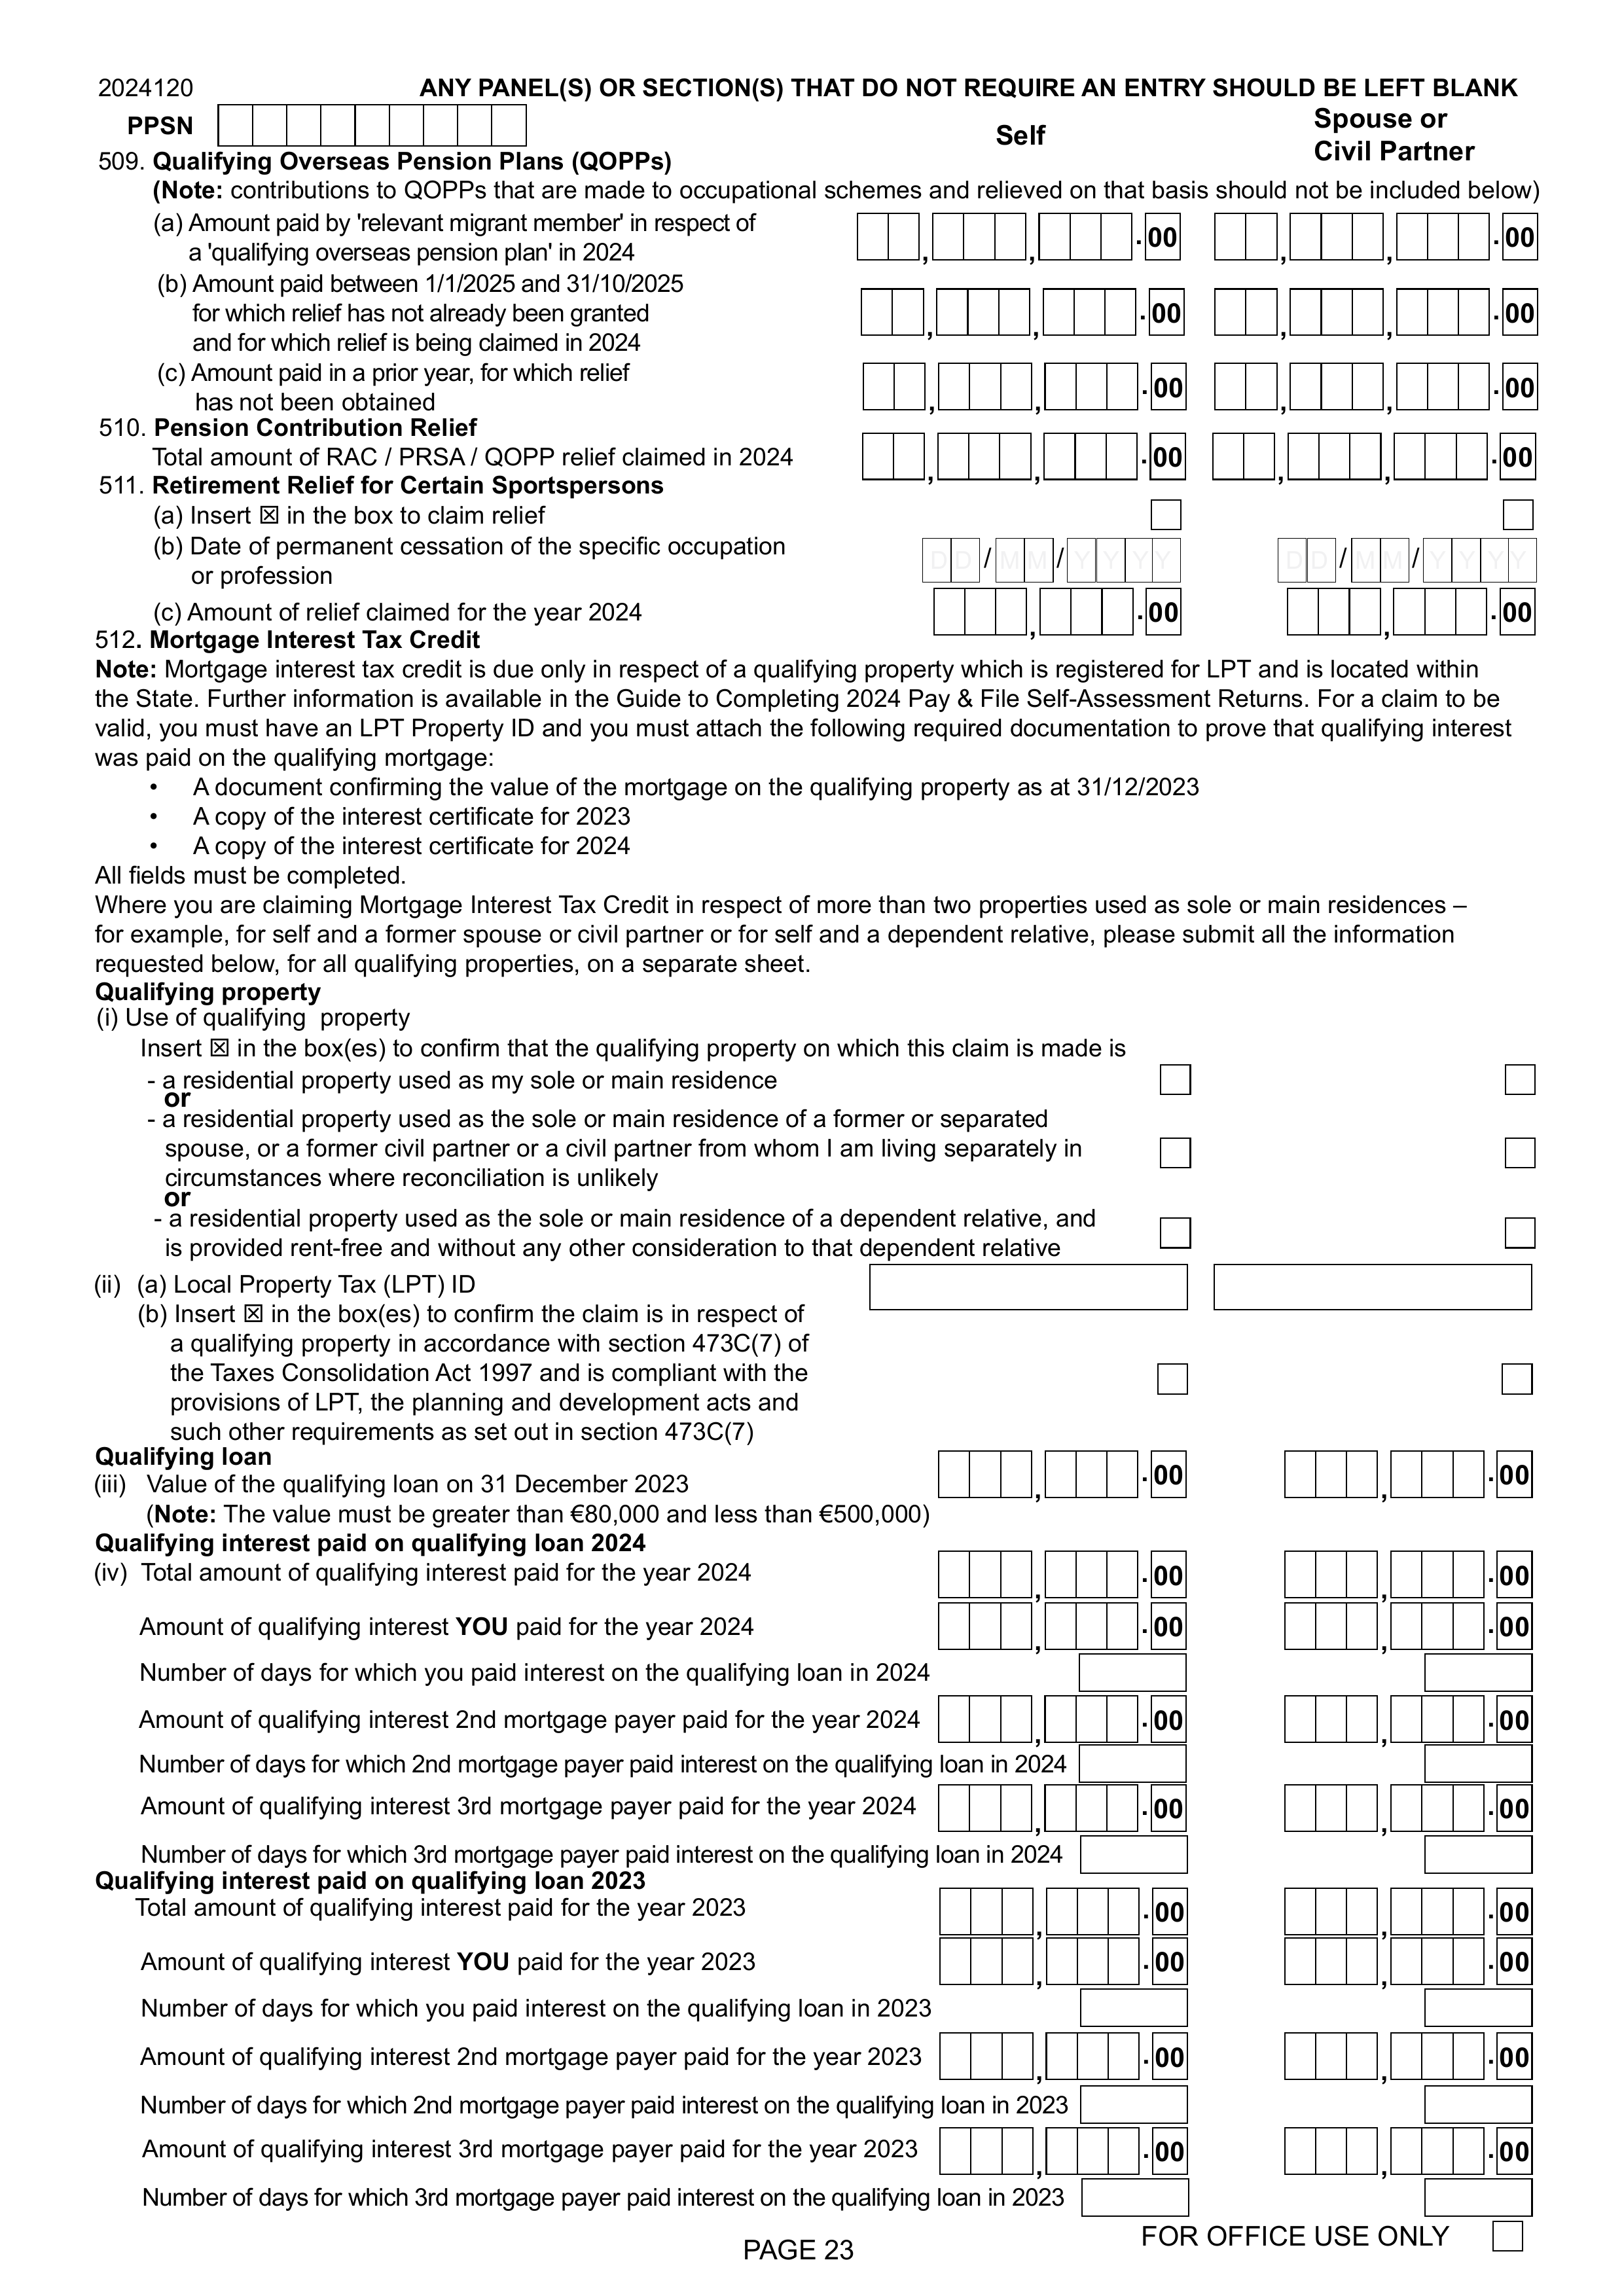 2024120 ANY PANEL(S) OR SECTION(S) THAT DO NOT REQUIRE AN ENTRY SHOULD BE LEFT BLANK
PPSN Self Spouse or
Civil Partner
509. Qualifying Overseas Pension Plans (QOPPs)
(Note: contributions to QOPPs that are made to occupational schemes and relieved on that basis should not be included below)
(a) Amount paid by 'relevant migrant member' in respect of
a 'qualifying overseas pension plan' in 2024 , , .00 , , .00
(b) Amount paid between 1/1/2025 and 31/10/2025
for which relief has not already been granted , , .00 , , .00
and for which relief is being claimed in 2024
(c) Amount paid in a prior year, for which relief
has not been obtained , , .00 , , .00
510. Pension Contribution Relief
Total amount of RAC / PRSA / QOPP relief claimed in 2024 , , .00 , , .00
511. Retirement Relief for Certain Sportspersons
(a) Insert ☒ in the box to claim relief
(b) Date of permanent cessation of the specific occupation
or profession DD/MM/YYYY DD/MM/YYYY
(c) Amount of relief claimed for the year 2024 , .00 , .00
512. Mortgage Interest Tax Credit
Note: Mortgage interest tax credit is due only in respect of a qualifying property which is registered for LPT and is located within
the State. Further information is available in the Guide to Completing 2024 Pay & File Self-Assessment Returns. For a claim to be
valid, you must have an LPT Property ID and you must attach the following required documentation to prove that qualifying interest
was paid on the qualifying mortgage:
• A document confirming the value of the mortgage on the qualifying property as at 31/12/2023
• A copy of the interest certificate for 2023
• A copy of the interest certificate for 2024
All fields must be completed.
Where you are claiming Mortgage Interest Tax Credit in respect of more than two properties used as sole or main residences –
for example, for self and a former spouse or civil partner or for self and a dependent relative, please submit all the information
requested below, for all qualifying properties, on a separate sheet.
Qualifying property
(i) Use of qualifying property
Insert ☒ in the box(es) to confirm that the qualifying property on which this claim is made is
- a residential property used as my sole or main residence
or
- a residential property used as the sole or main residence of a former or separated
spouse, or a former civil partner or a civil partner from whom I am living separately in
circumstances where reconciliation is unlikely
or
- a residential property used as the sole or main residence of a dependent relative, and
is provided rent-free and without any other consideration to that dependent relative
(ii) (a) Local Property Tax (LPT) ID
(b) Insert ☒ in the box(es) to confirm the claim is in respect of
a qualifying property in accordance with section 473C(7) of
the Taxes Consolidation Act 1997 and is compliant with the
provisions of LPT, the planning and development acts and
such other requirements as set out in section 473C(7)
Qualifying loan
(iii) Value of the qualifying loan on 31 December 2023 , .00 , .00
(Note: The value must be greater than €80,000 and less than €500,000)
Qualifying interest paid on qualifying loan 2024
(iv) Total amount of qualifying interest paid for the year 2024 , .00 , .00
Amount of qualifying interest YOU paid for the year 2024 , .00 , .00
Number of days for which you paid interest on the qualifying loan in 2024
Amount of qualifying interest 2nd mortgage payer paid for the year 2024 , .00 , .00
Number of days for which 2nd mortgage payer paid interest on the qualifying loan in 2024
Amount of qualifying interest 3rd mortgage payer paid for the year 2024 , .00 , .00
Number of days for which 3rd mortgage payer paid interest on the qualifying loan in 2024
Qualifying interest paid on qualifying loan 2023
Total amount of qualifying interest paid for the year 2023 , .00 , .00
Amount of qualifying interest YOU paid for the year 2023 , .00 , .00
Number of days for which you paid interest on the qualifying loan in 2023
Amount of qualifying interest 2nd mortgage payer paid for the year 2023 , .00 , .00
Number of days for which 2nd mortgage payer paid interest on the qualifying loan in 2023
Amount of qualifying interest 3rd mortgage payer paid for the year 2023 , .00 , .00
Number of days for which 3rd mortgage payer paid interest on the qualifying loan in 2023
FOR OFFICE USE ONLY
PAGE 23